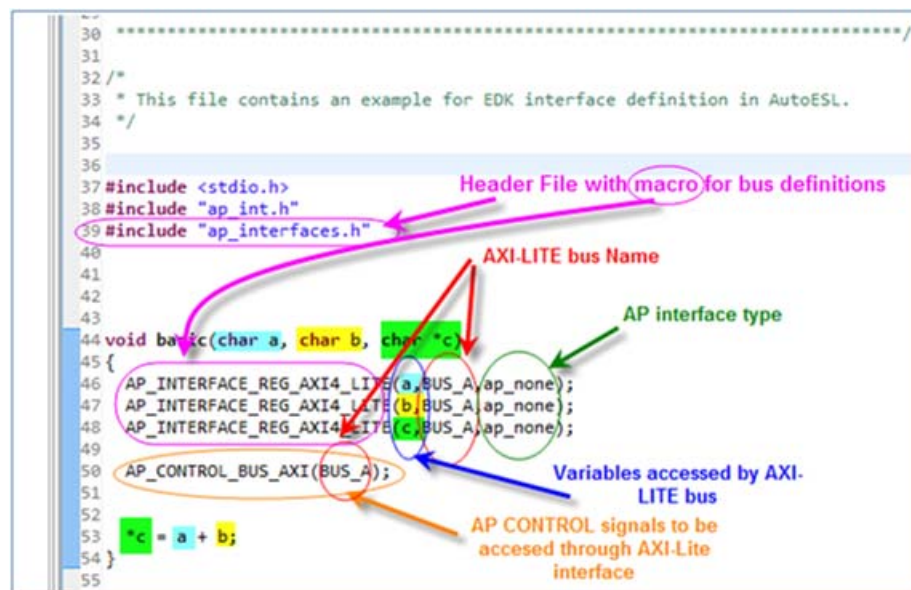 30 ****************************************************************************/
31
32 /*
33  * This file contains an example for EDK interface definition in AutoESL.
34  */
35
36
37 #include <stdio.h>
Header File with macro for bus definitions
38 #include "ap_int.h"
39 #include "ap_interfaces.h"
40
AXI-LITE bus Name
41
42
43
AP interface type
44 void basic(char a, char b, char *c)
45 {
46 AP_INTERFACE_REG_AXI4_LITE(a,BUS_A,ap_none);
47 AP_INTERFACE_REG_AXI4_LITE(b,BUS_A,ap_none);
48 AP_INTERFACE_REG_AXI4_LITE(c,BUS_A,ap_none);
49
50 AP_CONTROL_BUS_AXI(BUS_A);
Variables accessed by AXI-
LITE bus
51
52
AP CONTROL signals to be
accesed through AXI-Lite
interface
53 *c = a + b;
54 }
55